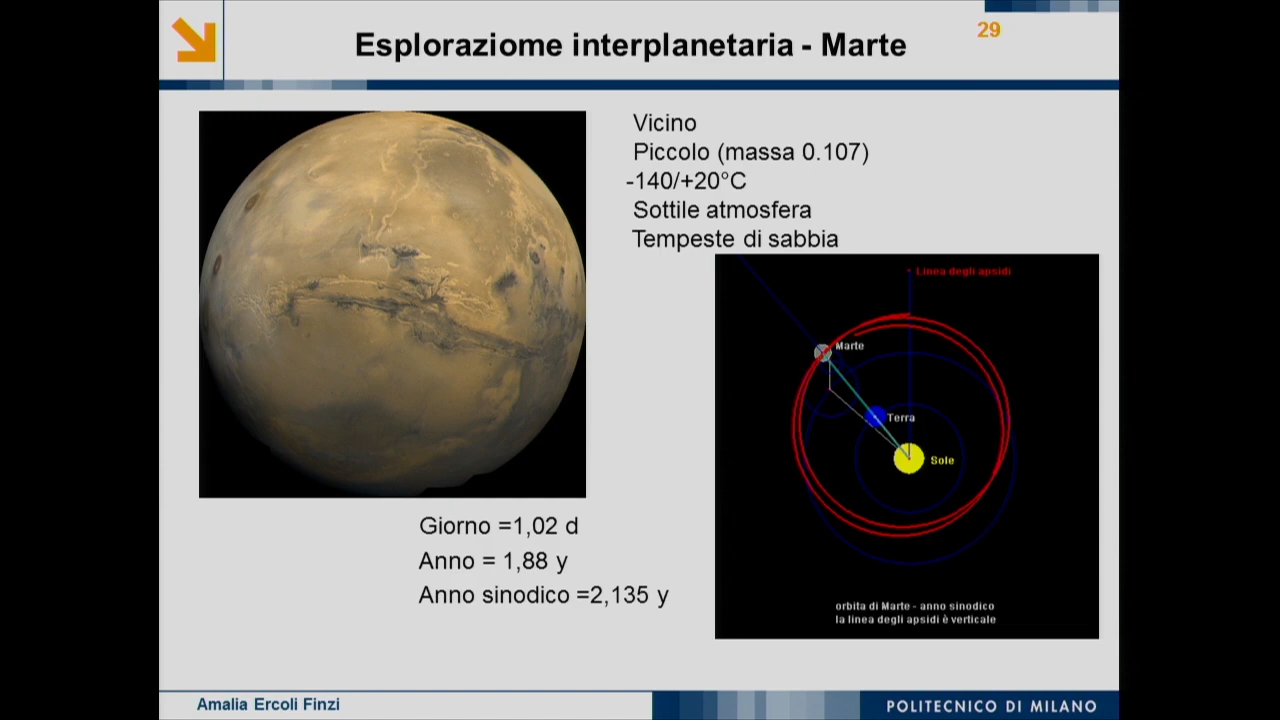 29
Esploraziome interplanetaria - Marte
Vicino
Piccolo (massa 0.107)
-140/+20°C
Sottile atmosfera
Tempeste di sabbia
Linea degli apsidi
Marte
Terra
Sole
orbita di Marte - anno sinodico
la linea degli apsidi è verticale
Giorno =1,02 d
Anno = 1,88 y
Anno sinodico =2,135 y
Amalia Ercoli Finzi
POLITECNICO DI MILANO